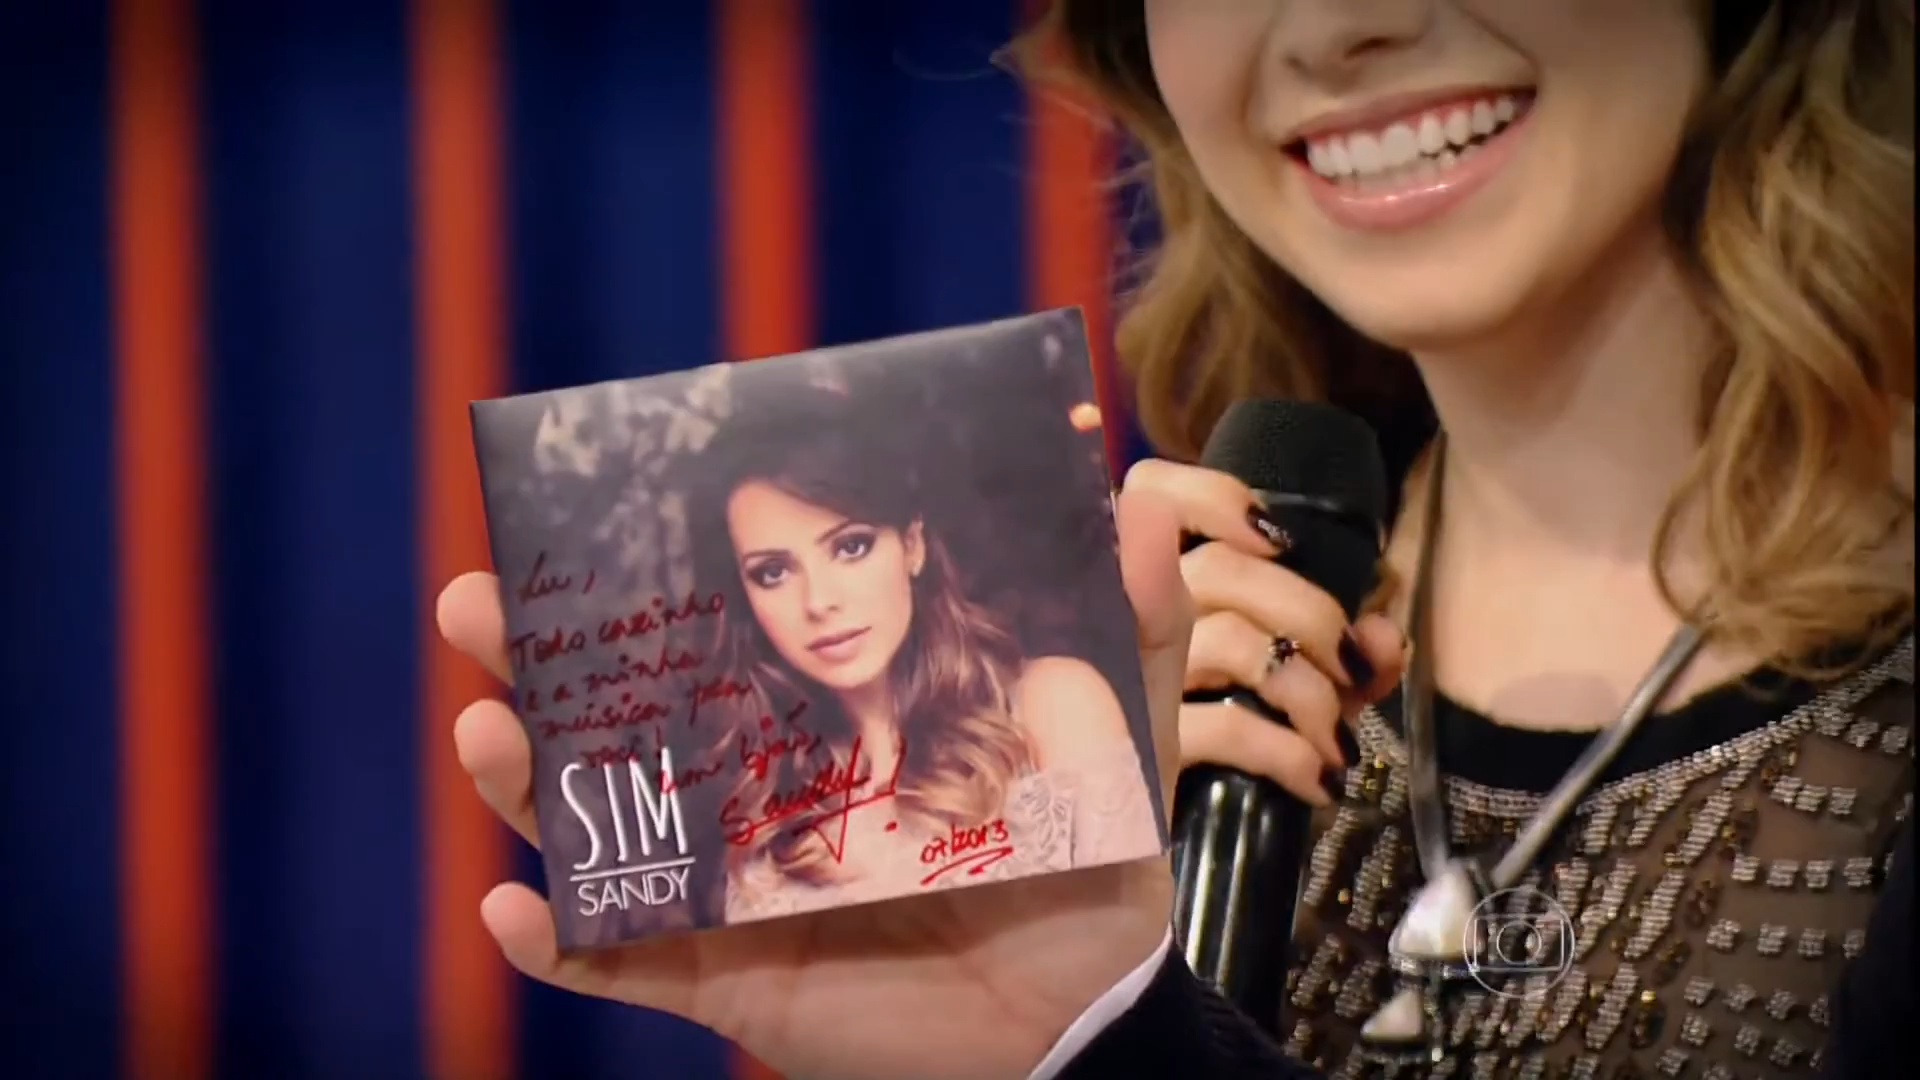 Lu,
Todo carinho
e a minha
música pra
você!
um bjão
Sandy!
07/2013
SIM
SANDY